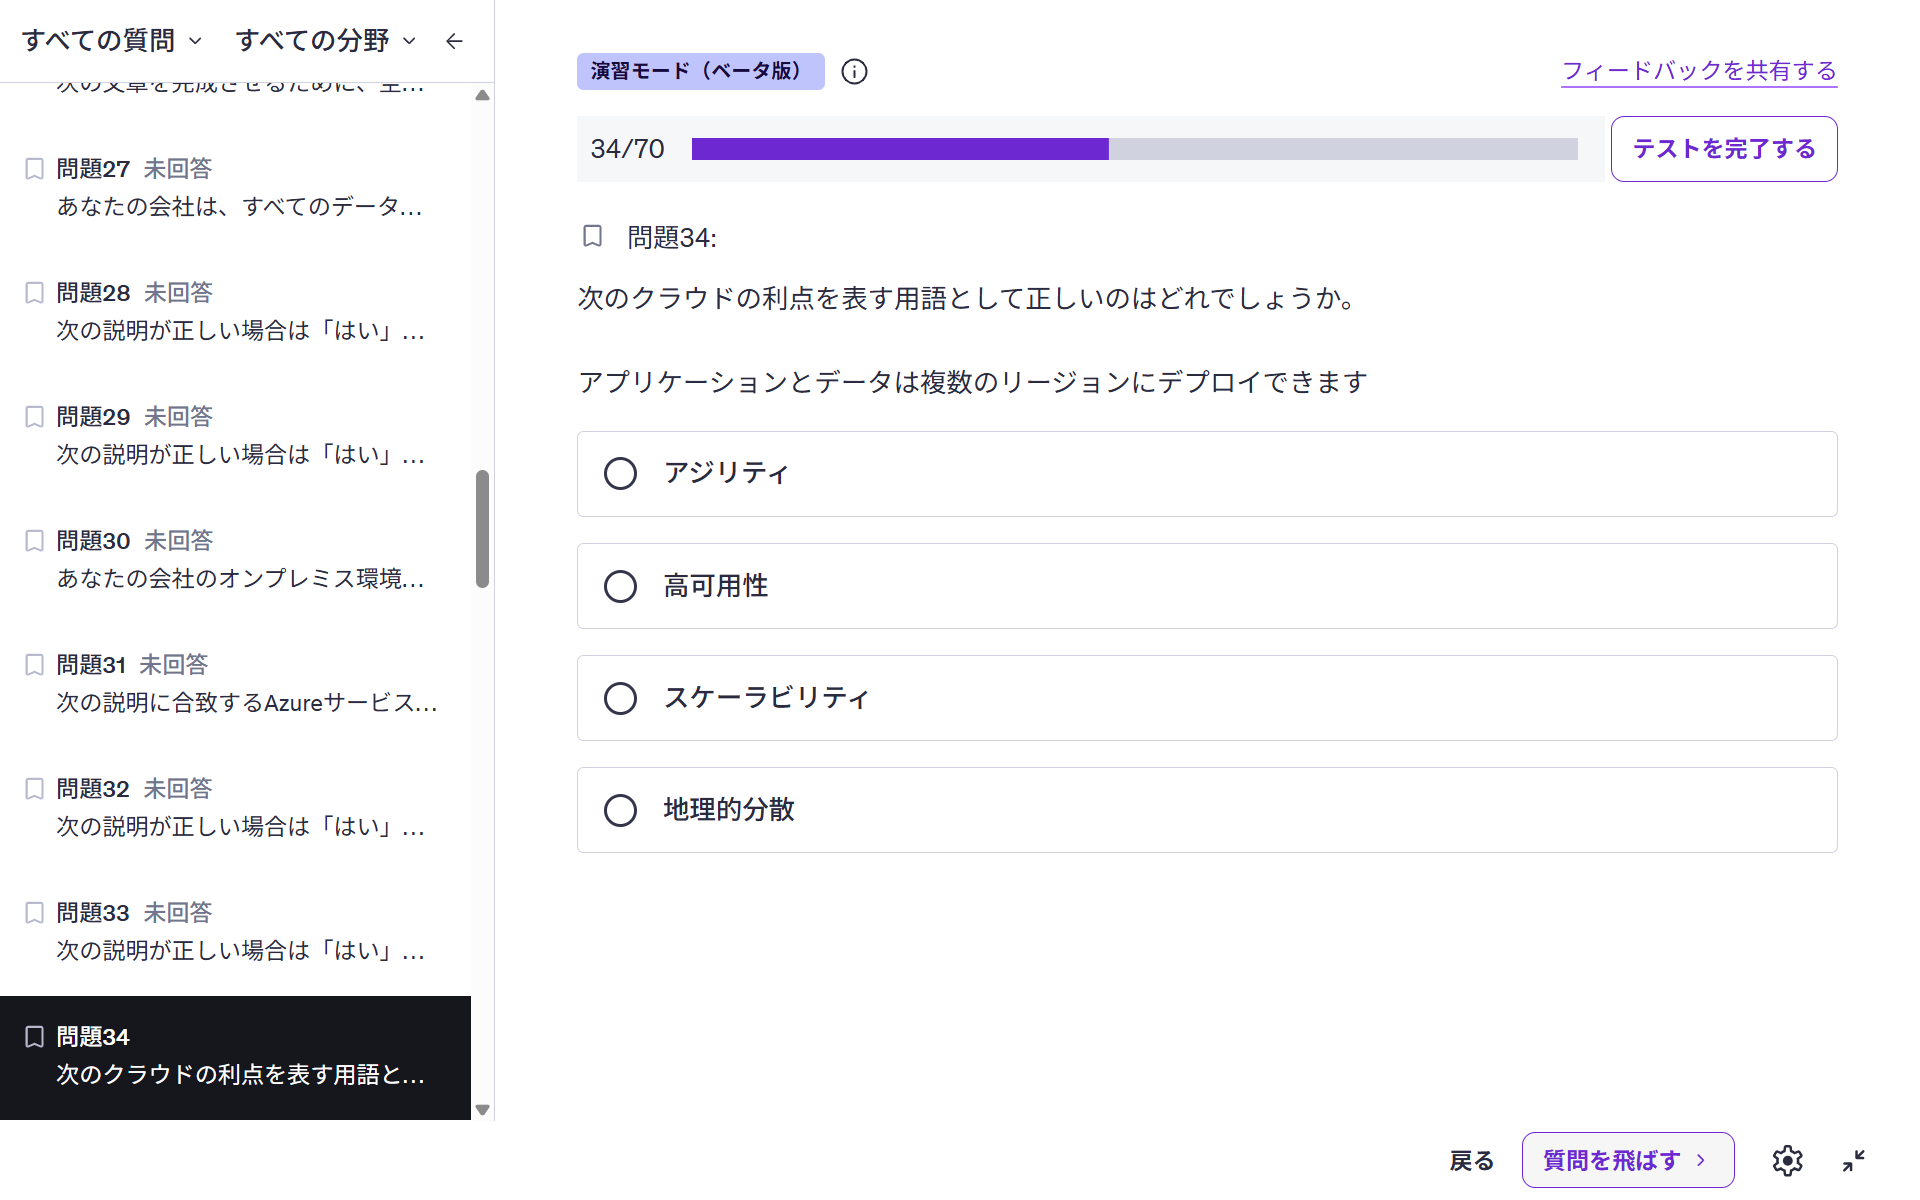 すべての質問
すべての分野
次の文章を完成させるために、空...
問題27 未回答
あなたの会社は、すべてのデータ...
問題28 未回答
次の説明が正しい場合は「はい」...
問題29 未回答
次の説明が正しい場合は「はい」...
問題30 未回答
あなたの会社のオンプレミス環境...
問題31 未回答
次の説明に合致するAzureサービス...
問題32 未回答
次の説明が正しい場合は「はい」...
問題33 未回答
次の説明が正しい場合は「はい」...
問題34
次のクラウドの利点を表す用語と...
演習モード（ベータ版）
フィードバックを共有する
34/70
テストを完了する
問題34:
次のクラウドの利点を表す用語として正しいのはどれでしょうか。
アプリケーションとデータは複数のリージョンにデプロイできます
アジリティ
高可用性
スケーラビリティ
地理的分散
戻る
質問を飛ばす